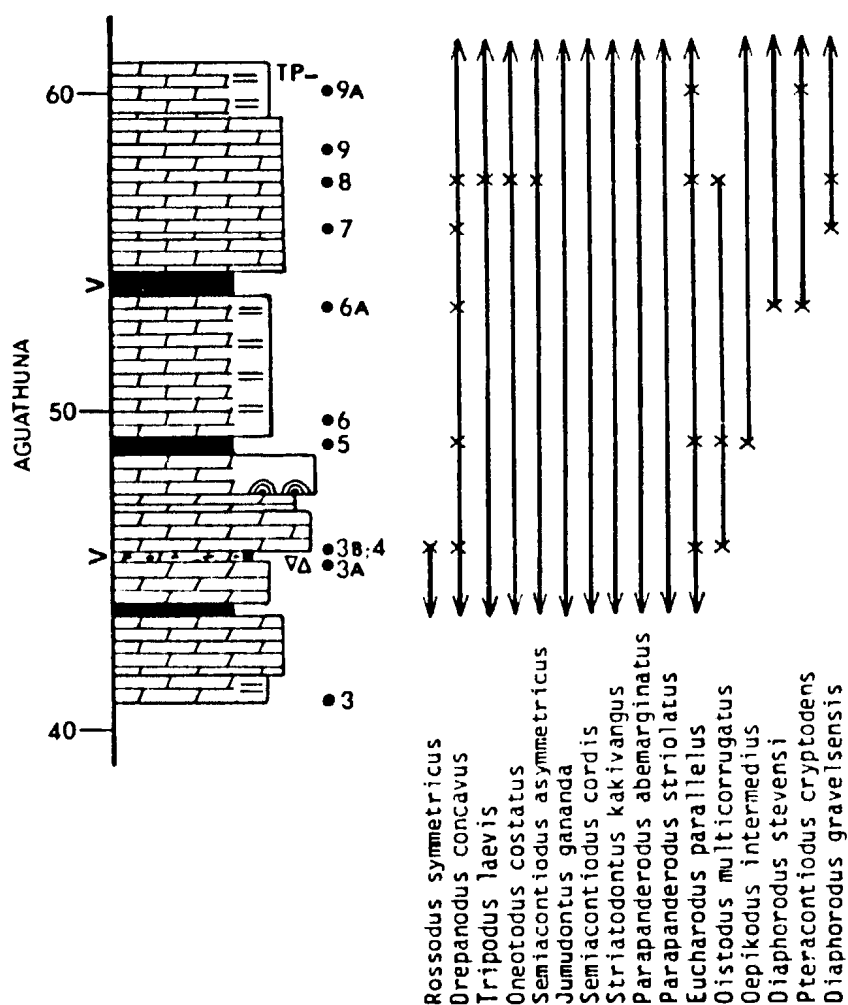 TP-
60
9A
9
8
7
V
6A
50
6
5
AGUATHUNA
3B;4
V
3A
3
40
Rossodus symmetricus
Drepanodus concavus
Tripodus laevis
Oneotodus costatus
Semiacontiodus asymmetricus
Jumudontus gananda
Semiacontiodus cordis
Striatodontus kakivangus
Parapanderodus abemarginatus
Parapanderodus striolatus
Eucharodus parallelus
Oistodus multicorrugatus
Oepikodus intermedius
Diaphorodus stevensi
Pteracontiodus cryptodens
Diaphorodus gravelsensis